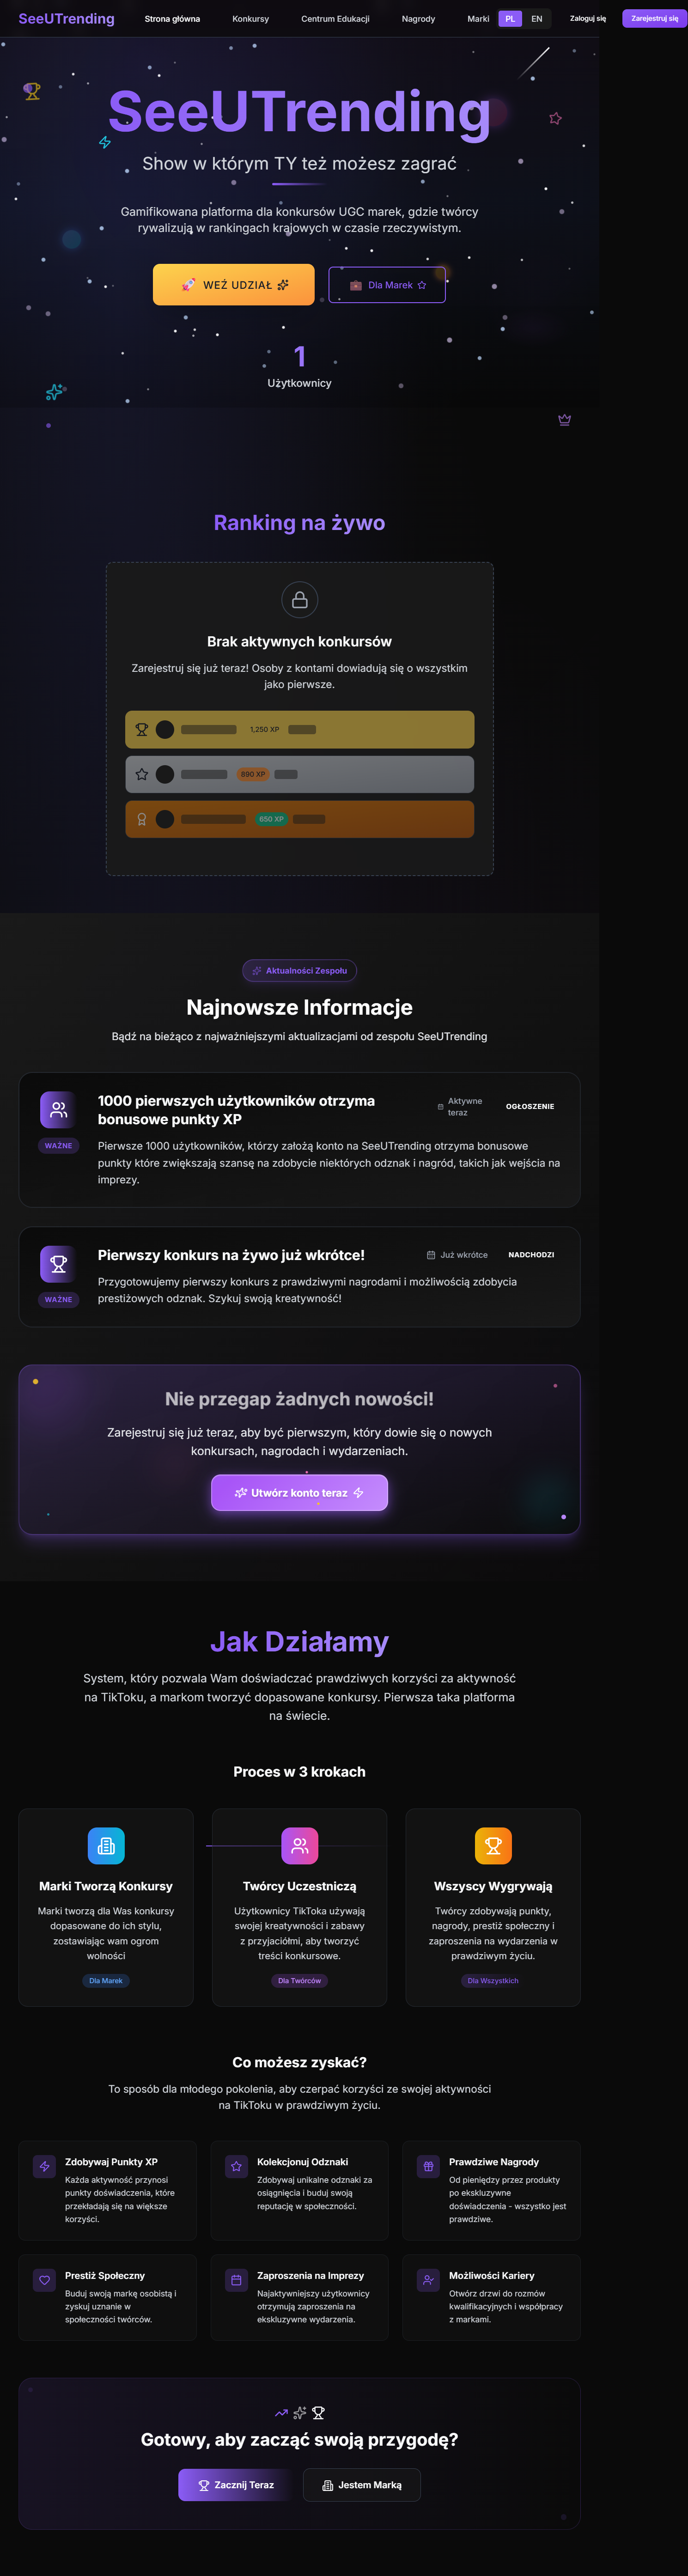 SeeUTrending
Strona główna
Konkursy
Centrum Edukacji
Nagrody
Marki
PL
EN
Zaloguj się
Zarejestruj się
SeeUTrending
Show w którym TY też możesz zagrać
Gamifikowana platforma dla konkursów UGC marek, gdzie twórcy
rywalizują w rankingach krajowych w czasie rzeczywistym.
WEŹ UDZIAŁ
Dla Marek
1
Użytkownicy
Ranking na żywo
Brak aktywnych konkursów
Zarejestruj się już teraz! Osoby z kontami dowiadują się o wszystkim
jako pierwsze.
1,250 XP
890 XP
650 XP
Aktualności Zespołu
Najnowsze Informacje
Bądź na bieżąco z najważniejszymi aktualizacjami od zespołu SeeUTrending
1000 pierwszych użytkowników otrzyma
bonusowe punkty XP
Aktywne
teraz
OGŁOSZENIE
WAŻNE
Pierwsze 1000 użytkowników, którzy założą konto na SeeUTrending otrzyma bonusowe
punkty które zwiększają szansę na zdobycie niektórych odznak i nagród, takich jak wejścia na
imprezy.
Pierwszy konkurs na żywo już wkrótce!
Już wkrótce
NADCHODZI
WAŻNE
Przygotowujemy pierwszy konkurs z prawdziwymi nagrodami i możliwością zdobycia
prestiżowych odznak. Szykuj swoją kreatywność!
Nie przegap żadnych nowości!
Zarejestruj się już teraz, aby być pierwszym, który dowie się o nowych
konkursach, nagrodach i wydarzeniach.
Utwórz konto teraz
Jak Działamy
System, który pozwala Wam doświadczać prawdziwych korzyści za aktywność
na TikToku, a markom tworzyć dopasowane konkursy. Pierwsza taka platforma
na świecie.
Proces w 3 krokach
Marki Tworzą Konkursy
Marki tworzą dla Was konkursy
dopasowane do ich stylu,
zostawiając wam ogrom
wolności
Dla Marek
Twórcy Uczestniczą
Użytkownicy TikToka używają
swojej kreatywności i zabawy
z przyjaciółmi, aby tworzyć
treści konkursowe.
Dla Twórców
Wszyscy Wygrywają
Twórcy zdobywają punkty,
nagrody, prestiż społeczny i
zaproszenia na wydarzenia w
prawdziwym życiu.
Dla Wszystkich
Co możesz zyskać?
To sposób dla młodego pokolenia, aby czerpać korzyści ze swojej aktywności
na TikToku w prawdziwym życiu.
Zdobywaj Punkty XP
Każda aktywność przynosi
punkty doświadczenia, które
przekładają się na większe
korzyści.
Kolekcjonuj Odznaki
Zdobywaj unikalne odznaki za
osiągnięcia i buduj swoją
reputację w społeczności.
Prawdziwe Nagrody
Od pieniędzy przez produkty
po ekskluzywne
doświadczenia - wszystko jest
prawdziwe.
Prestiż Społeczny
Buduj swoją markę osobistą i
zyskuj uznanie w
społeczności twórców.
Zaproszenia na Imprezy
Najaktywniejszy użytkownicy
otrzymują zaproszenia na
ekskluzywne wydarzenia.
Możliwości Kariery
Otwórz drzwi do rozmów
kwalifikacyjnych i współpracy
z markami.
Gotowy, aby zacząć swoją przygodę?
Zacznij Teraz
Jestem Marką